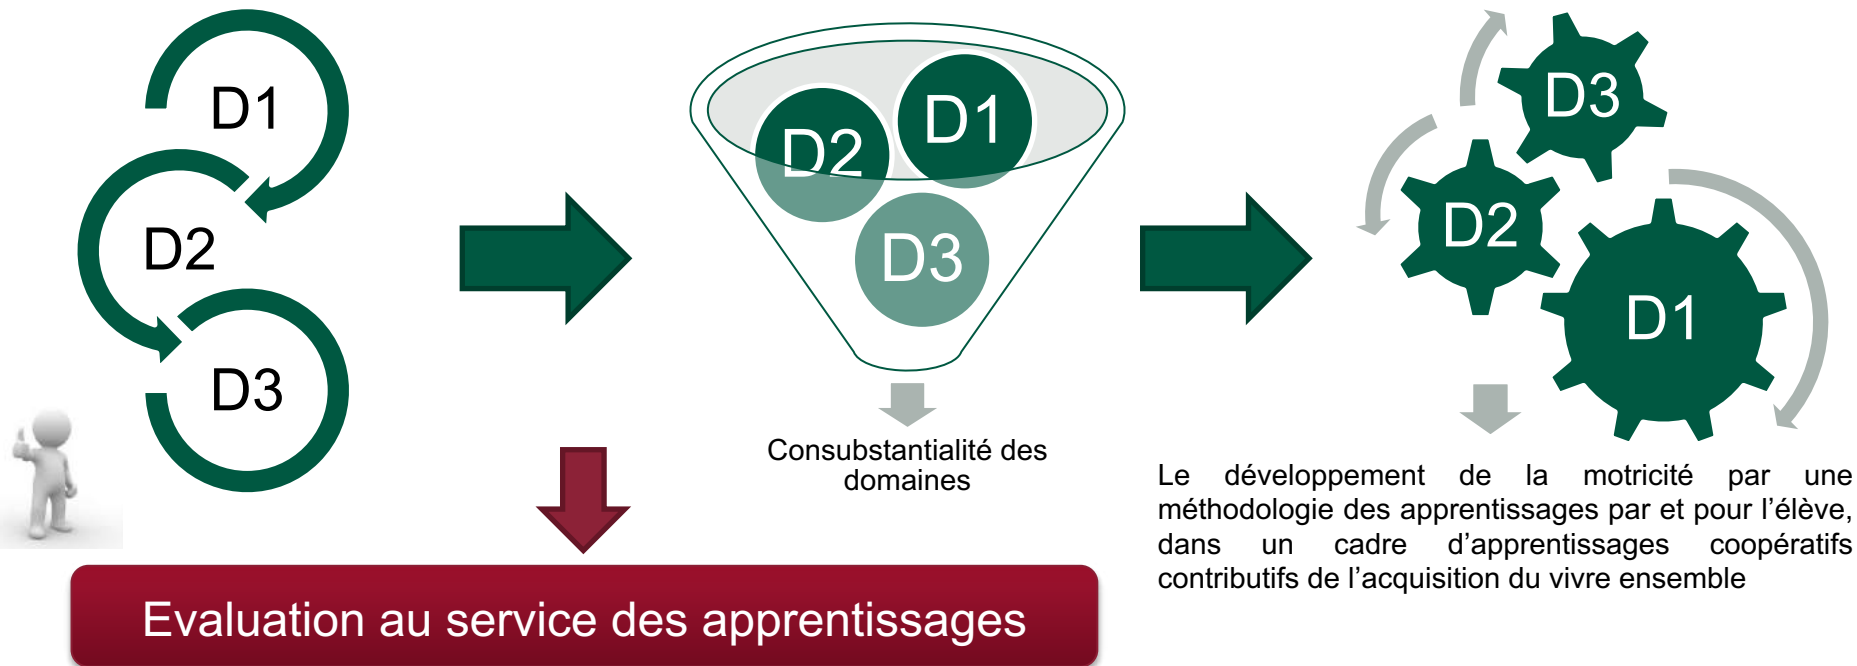 D1
D2
D3
D2
D1
D3
Consubstantialité des
domaines
D3
D2
D1
Le développement de la motricité par une
méthodologie des apprentissages par et pour l’élève,
dans un cadre d’apprentissages coopératifs
contributifs de l’acquisition du vivre ensemble
Evaluation au service des apprentissages